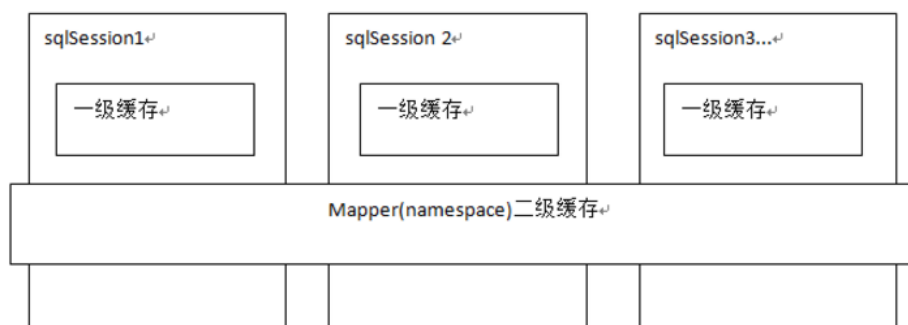 sqlSession1↵
sqlSession 2↵
sqlSession3...↵
一级缓存↵
一级缓存↵
一级缓存↵
Mapper(namespace)二级缓存↵